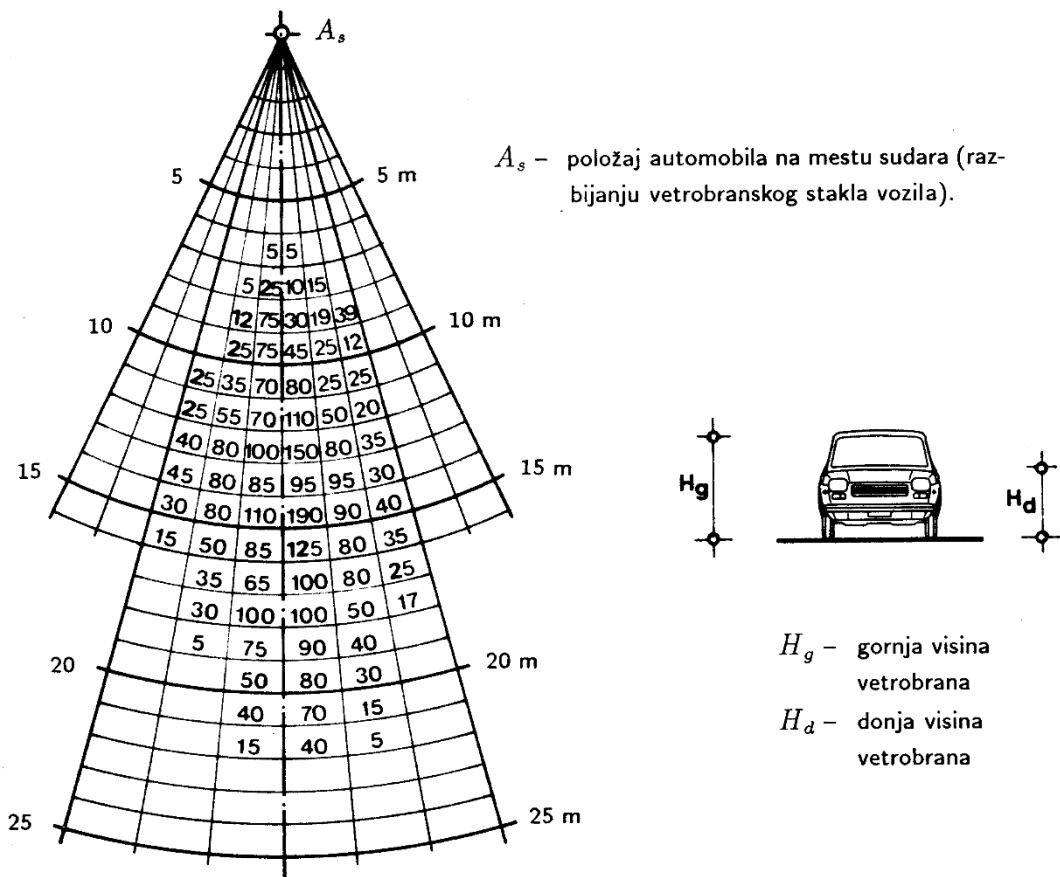 A_s
A_s – položaj automobila na mestu sudara (raz-
bijanju vetrobranskog stakla vozila).
5 5 m
5 5
5 25 10 15
12 75 30 19 39
10 10 m
25 75 45 25 12
25 35 70 80 25 25
25 55 70 110 50 20
40 80 100 150 80 35
15 15 m
45 80 85 95 95 30
30 80 110 190 90 40
15 50 85 125 80 35
35 65 100 80 25
30 100 100 50 17
5 75 90 40
20 20 m
50 80 30
40 70 15
15 40 5
25 25 m
H_g
H_d
H_g – gornja visina
vetrobrana
H_d – donja visina
vetrobrana